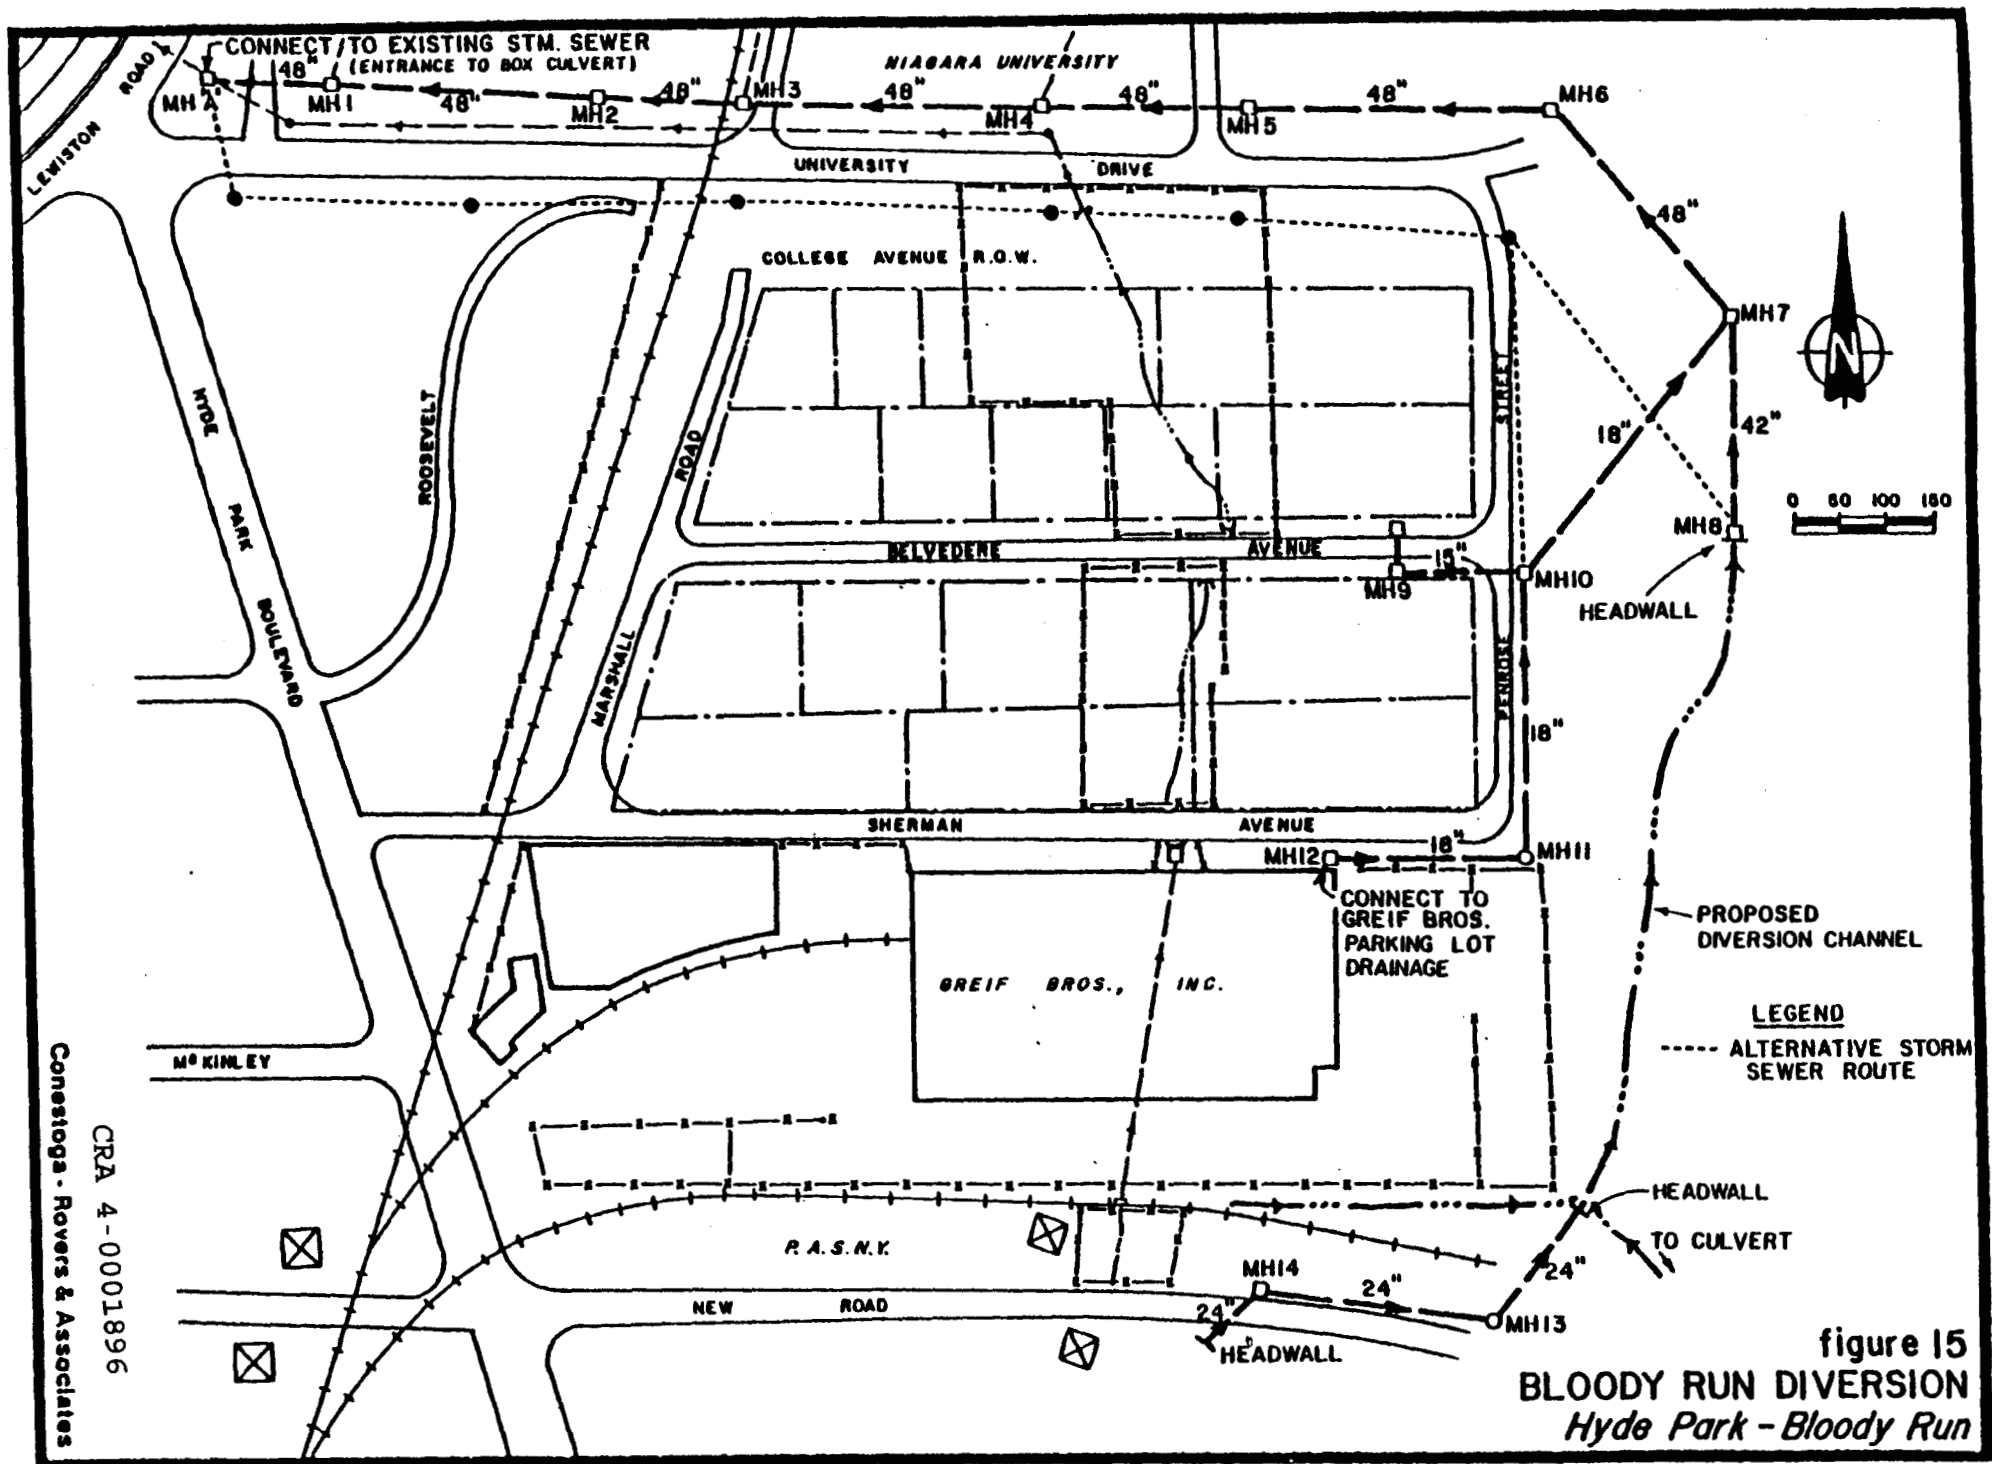 CONNECT TO EXISTING STM. SEWER
(ENTRANCE TO BOX CULVERT)
NIAGARA UNIVERSITY
LEWISTON ROAD
MH'A'
48"
MH1
48"
MH2
48"
MH3
48"
MH4
48"
MH5
48"
MH6
UNIVERSITY DRIVE
48"
COLLEGE AVENUE R.O.W.
MH7
N
HYDE PARK BOULEVARD
ROOSEVELT
MARSHALL ROAD
PENROSE STREET
18"
42"
0 50 100 150
MH8
HEADWALL
BELVEDERE AVENUE
15"
MH9
MH10
18"
SHERMAN AVENUE
MH12
18"
MH11
CONNECT TO
GREIF BROS.
PARKING LOT
DRAINAGE
PROPOSED
DIVERSION CHANNEL
GREIF BROS., INC.
LEGEND
ALTERNATIVE STORM
SEWER ROUTE
McKINLEY
HEADWALL
TO CULVERT
P.A.S.N.Y.
MH14
24"
24"
24"
MH13
HEADWALL
NEW ROAD
figure 15
BLOODY RUN DIVERSION
Hyde Park - Bloody Run
CRA 4-0001896
Conestoga - Rovers & Associates